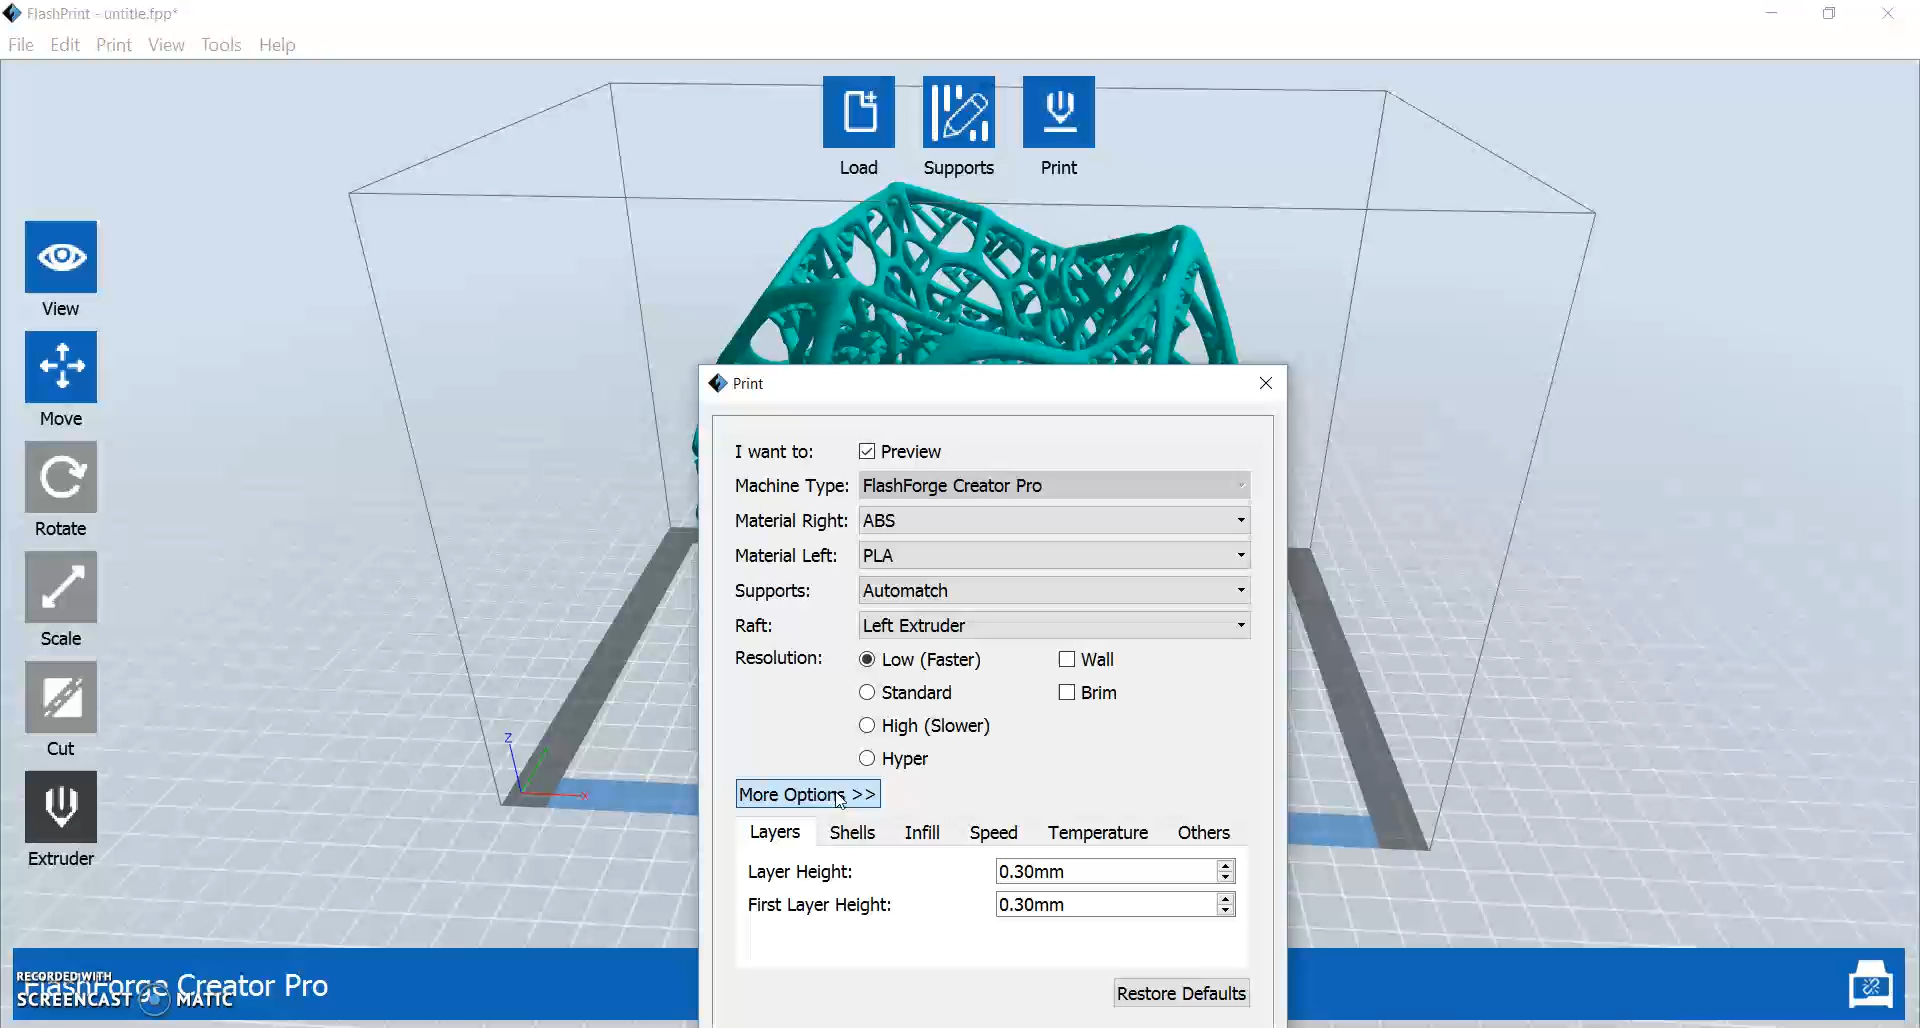 FlashPrint - untitle.fpp*
File Edit Print View Tools Help
Load Supports Print
View
Move
Rotate
Scale
Cut
Extruder
Z
x
Print
I want to: Preview
Machine Type: FlashForge Creator Pro
Material Right: ABS
Material Left: PLA
Supports: Automatch
Raft: Left Extruder
Resolution: Low (Faster) Wall
Standard Brim
High (Slower)
Hyper
More Options >>
Layers Shells Infill Speed Temperature Others
Layer Height: 0.30mm
First Layer Height: 0.30mm
Restore Defaults
FlashForge Creator Pro
RECORDED WITH
SCREENCAST MATIC